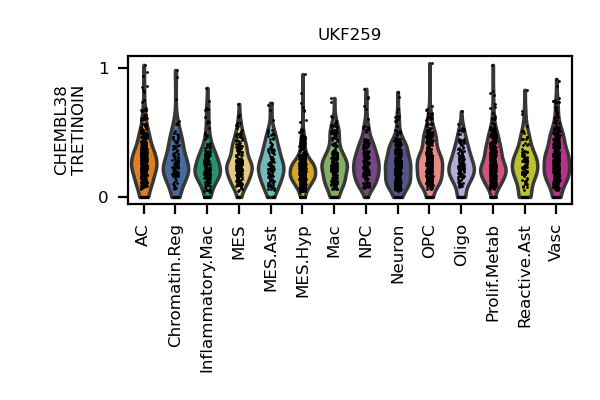 UKF259
CHEMBL38
TRETINOIN
1
0
AC
Chromatin.Reg
Inflammatory.Mac
MES
MES.Ast
MES.Hyp
Mac
NPC
Neuron
OPC
Oligo
Prolif.Metab
Reactive.Ast
Vasc